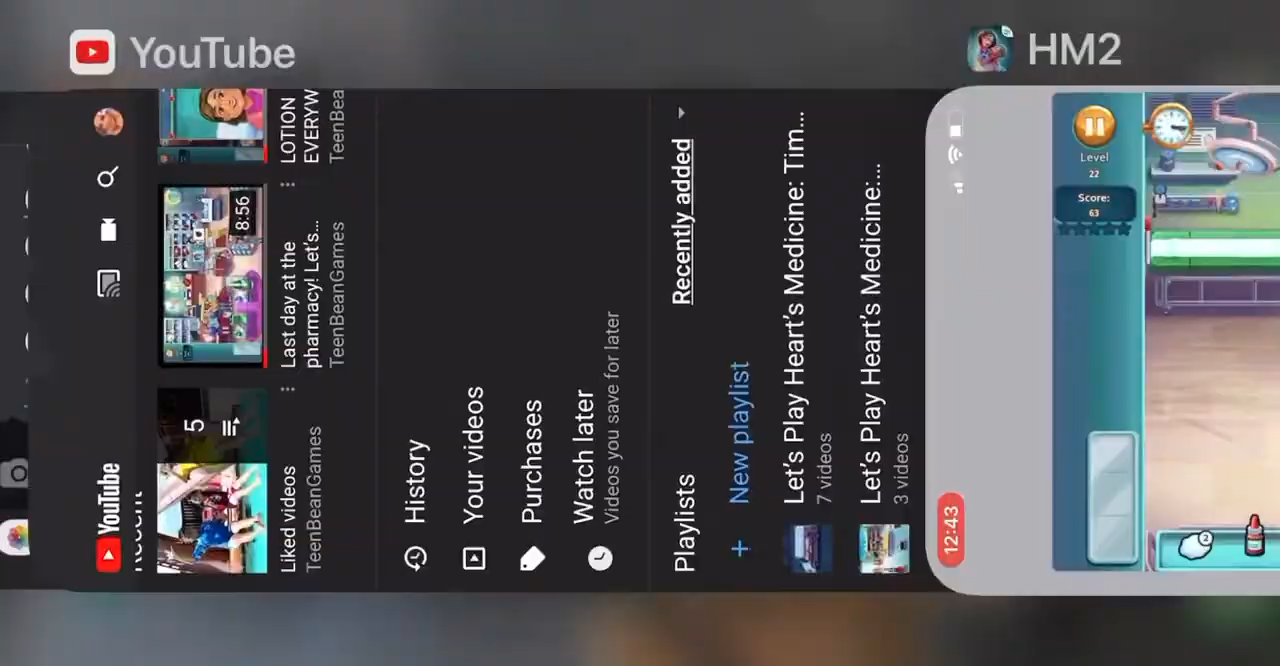 YouTube
HM2
YouTube
Recent
LOTION
EVERYW
TeenBea
8:56
Last day at the
pharmacy! Let's...
TeenBeanGames
5
Liked videos
TeenBeanGames
History
Your videos
Purchases
Watch later
Videos you save for later
Playlists
Recently added
New playlist
Let's Play Heart's Medicine: Tim...
7 videos
Let's Play Heart's Medicine:...
3 videos
12:43
Level
22
Score:
63
2